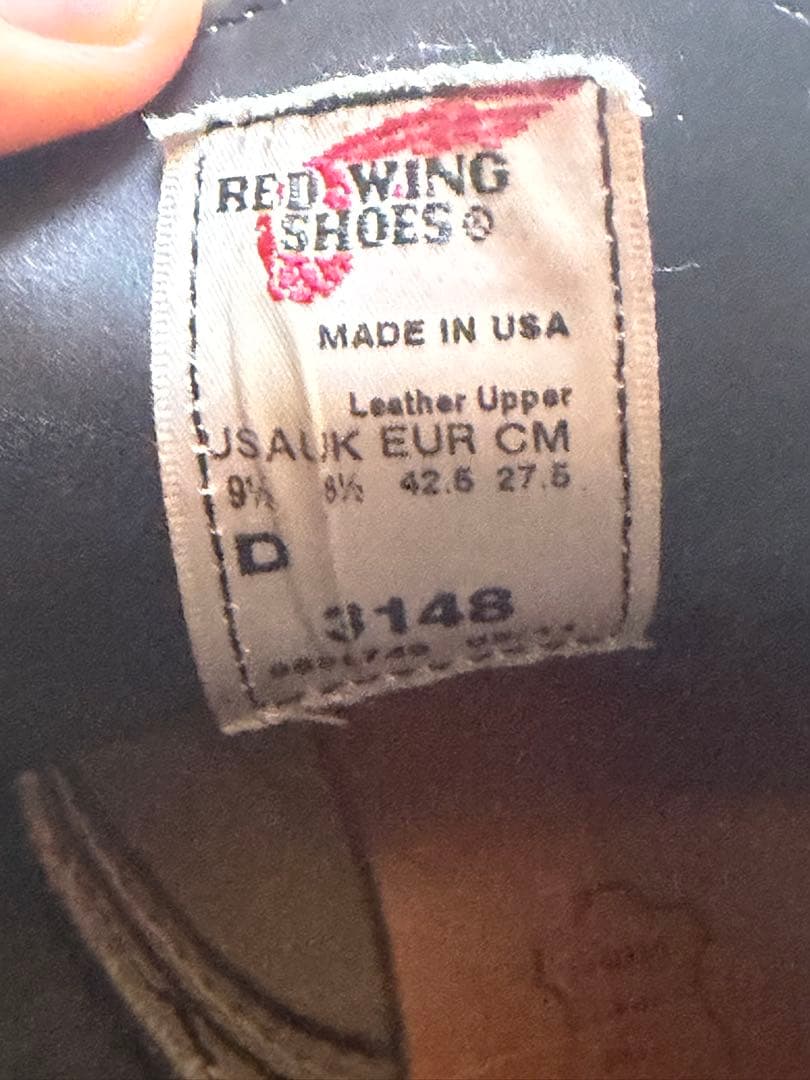 RED WING
SHOES®
MADE IN USA
Leather Upper
USA UK EUR CM
9½ 8½ 42.5 27.5
D
3148